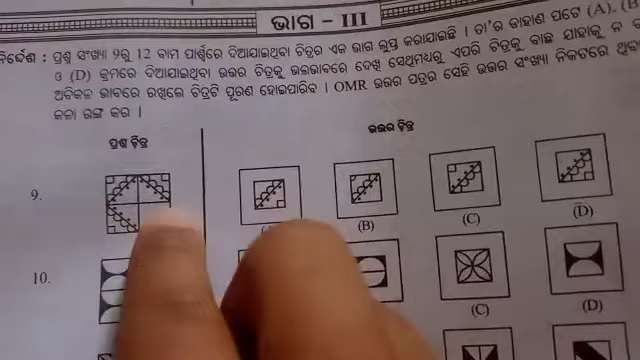 ଭାଗ – III
ନିର୍ଦ୍ଦେଶ : ପ୍ରଶ୍ନ ସଂଖ୍ୟା 9ରୁ 12 ବାମ ପାର୍ଶ୍ଵରେ ଦିଆଯାଇଥିବା ଚିତ୍ରର ଏକ ଭାଗ ଲୁପ୍ତ କରାଯାଇଛି । ତା'ର ଡାହାଣ ପଟେ (A), (B
ଓ (D) କ୍ରମରେ ଦିଆଯାଇଥିବା ଉତ୍ତର ଚିତ୍ରକୁ ଭଲଭାବରେ ଦେଖି ସେଥିମଧ୍ୟରୁ ଏପରି ଚିତ୍ରକୁ ବାଛ ଯାହାକୁ ନ
ଅବିକଳ ଭାବରେ ରଖିଲେ ଚିତ୍ରଟି ପୂରଣ ହୋଇପାରିବ । OMR ଉତ୍ତର ପତ୍ରର ସେହି ଉତ୍ତର ସଂଖ୍ୟା ନିକଟରେ ଥିବା
କଳା ରଙ୍ଗ କର ।
ପ୍ରଶ୍ନ ଚିତ୍ର ଉତ୍ତର ଚିତ୍ର
9.
(B) (C) (D)
10.
(C) (D)